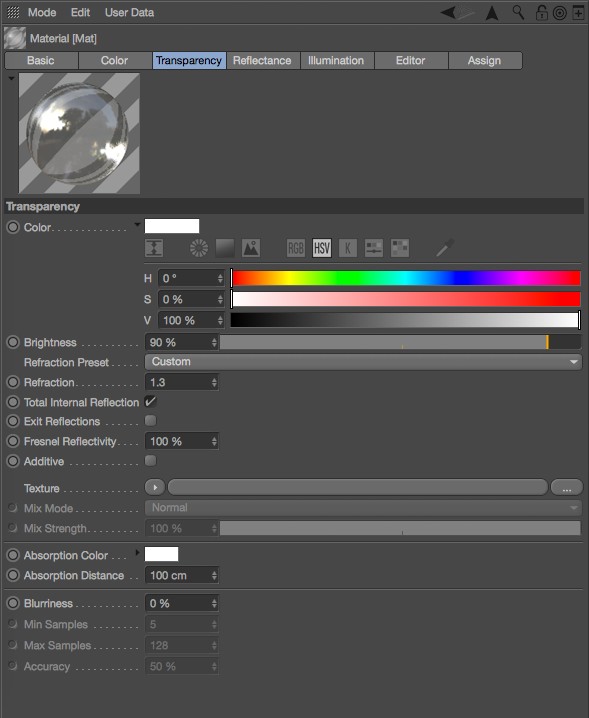 Mode Edit User Data
Material [Mat]
Basic Color Transparency Reflectance Illumination Editor Assign
Transparency
Color
RGB HSV K
H 0 °
S 0 %
V 100 %
Brightness 90 %
Refraction Preset Custom
Refraction 1.3
Total Internal Reflection
Exit Reflections
Fresnel Reflectivity 100 %
Additive
Texture ...
Mix Mode Normal
Mix Strength 100 %
Absorption Color
Absorption Distance 100 cm
Blurriness 0 %
Min Samples 5
Max Samples 128
Accuracy 50 %